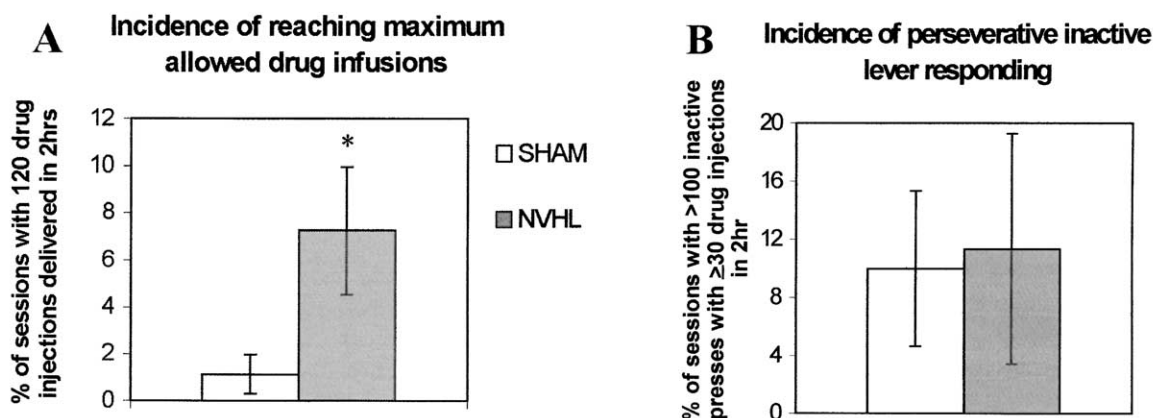 A
Incidence of reaching maximum
allowed drug infusions
% of sessions with 120 drug
injections delivered in 2hrs
12
10
8
6
4
2
0
*
SHAM
NVHL
B
Incidence of perseverative inactive
lever responding
% of sessions with >100 inactive
presses with ≥30 drug injections
in 2hr
20
16
12
8
4
0